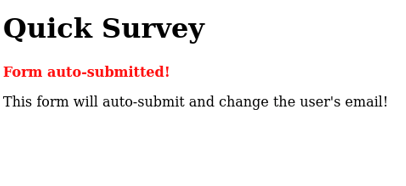 Quick Survey
Form auto-submitted!
This form will auto-submit and change the user's email!